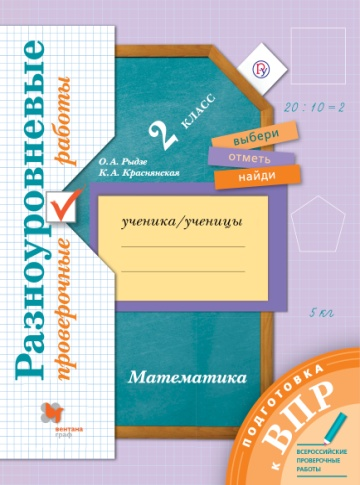 Разноуровневые
проверочные работы
2 КЛАСС
О. А. Рыдзе
К. А. Краснянская
выбери
отметь
найди
20 : 10 = 2
ученика/ученицы
5 кг
Математика
вентана
граф
ПОДГОТОВКА
К ВПР
ВСЕРОССИЙСКИЕ
ПРОВЕРОЧНЫЕ
РАБОТЫ